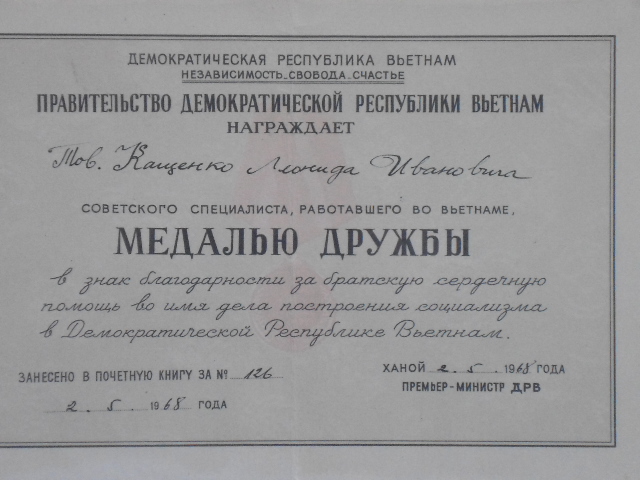 ДЕМОКРАТИЧЕСКАЯ РЕСПУБЛИКА ВЬЕТНАМ
НЕЗАВИСИМОСТЬ-СВОБОДА-СЧАСТЬЕ
ПРАВИТЕЛЬСТВО ДЕМОКРАТИЧЕСКОЙ РЕСПУБЛИКИ ВЬЕТНАМ
НАГРАЖДАЕТ
Тов. Кащенко Леонида Ивановича
СОВЕТСКОГО СПЕЦИАЛИСТА, РАБОТАВШЕГО ВО ВЬЕТНАМЕ,
МЕДАЛЬЮ ДРУЖБЫ
в знак благодарности за братскую сердечную
помощь во имя дела построения социализма
в Демократической Республике Вьетнам.
ЗАНЕСЕНО В ПОЧЕТНУЮ КНИГУ ЗА № 126
2. 5. 1968 ГОДА
ХАНОЙ 2. 5. 1968 ГОДА
ПРЕМЬЕР-МИНИСТР ДРВ